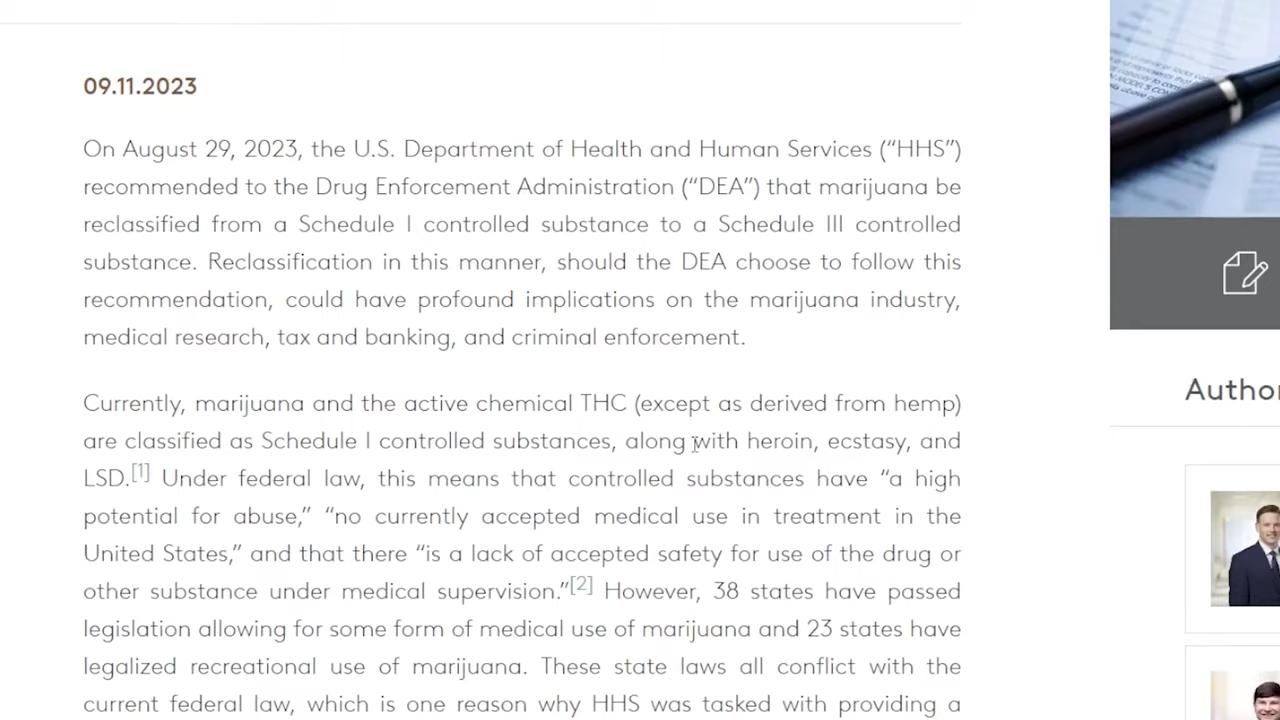 09.11.2023
On August 29, 2023, the U.S. Department of Health and Human Services (“HHS”)
recommended to the Drug Enforcement Administration (“DEA”) that marijuana be
reclassified from a Schedule I controlled substance to a Schedule III controlled
substance. Reclassification in this manner, should the DEA choose to follow this
recommendation, could have profound implications on the marijuana industry,
medical research, tax and banking, and criminal enforcement.
Currently, marijuana and the active chemical THC (except as derived from hemp)
are classified as Schedule I controlled substances, along with heroin, ecstasy, and
LSD.[1] Under federal law, this means that controlled substances have “a high
potential for abuse,” “no currently accepted medical use in treatment in the
United States,” and that there “is a lack of accepted safety for use of the drug or
other substance under medical supervision.”[2] However, 38 states have passed
legislation allowing for some form of medical use of marijuana and 23 states have
legalized recreational use of marijuana. These state laws all conflict with the
current federal law, which is one reason why HHS was tasked with providing a
Author